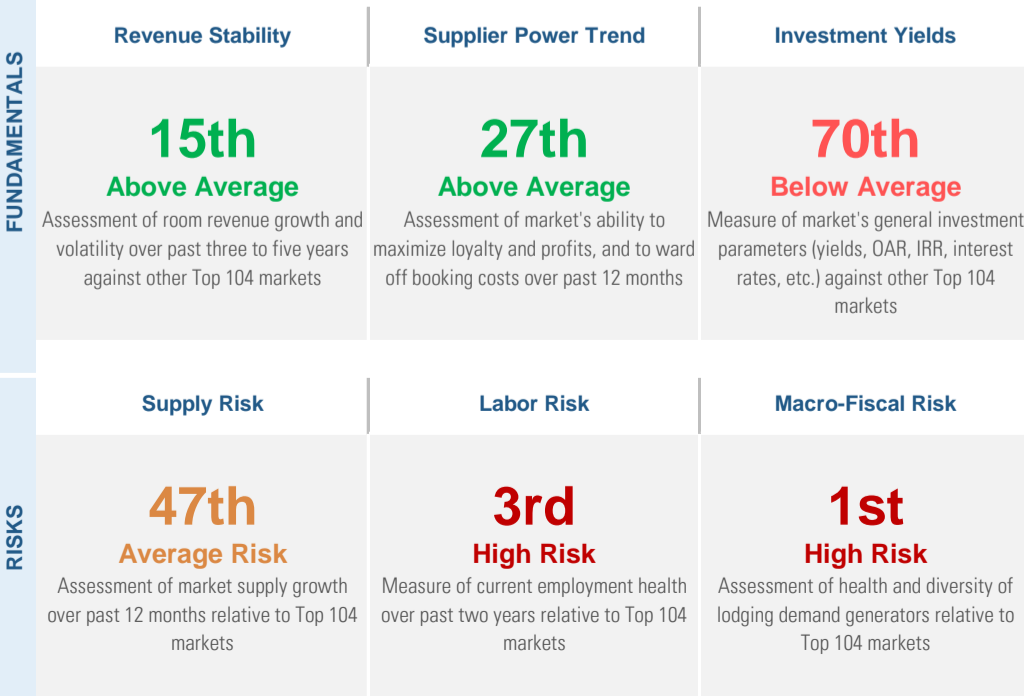 FUNDAMENTALS
Revenue Stability
15th
Above Average
Assessment of room revenue growth and
volatility over past three to five years
against other Top 104 markets
Supplier Power Trend
27th
Above Average
Assessment of market's ability to
maximize loyalty and profits, and to ward
off booking costs over past 12 months
Investment Yields
70th
Below Average
Measure of market's general investment
parameters (yields, OAR, IRR, interest
rates, etc.) against other Top 104
markets
RISKS
Supply Risk
47th
Average Risk
Assessment of market supply growth
over past 12 months relative to Top 104
markets
Labor Risk
3rd
High Risk
Measure of current employment health
over past two years relative to Top 104
markets
Macro-Fiscal Risk
1st
High Risk
Assessment of health and diversity of
lodging demand generators relative to
Top 104 markets